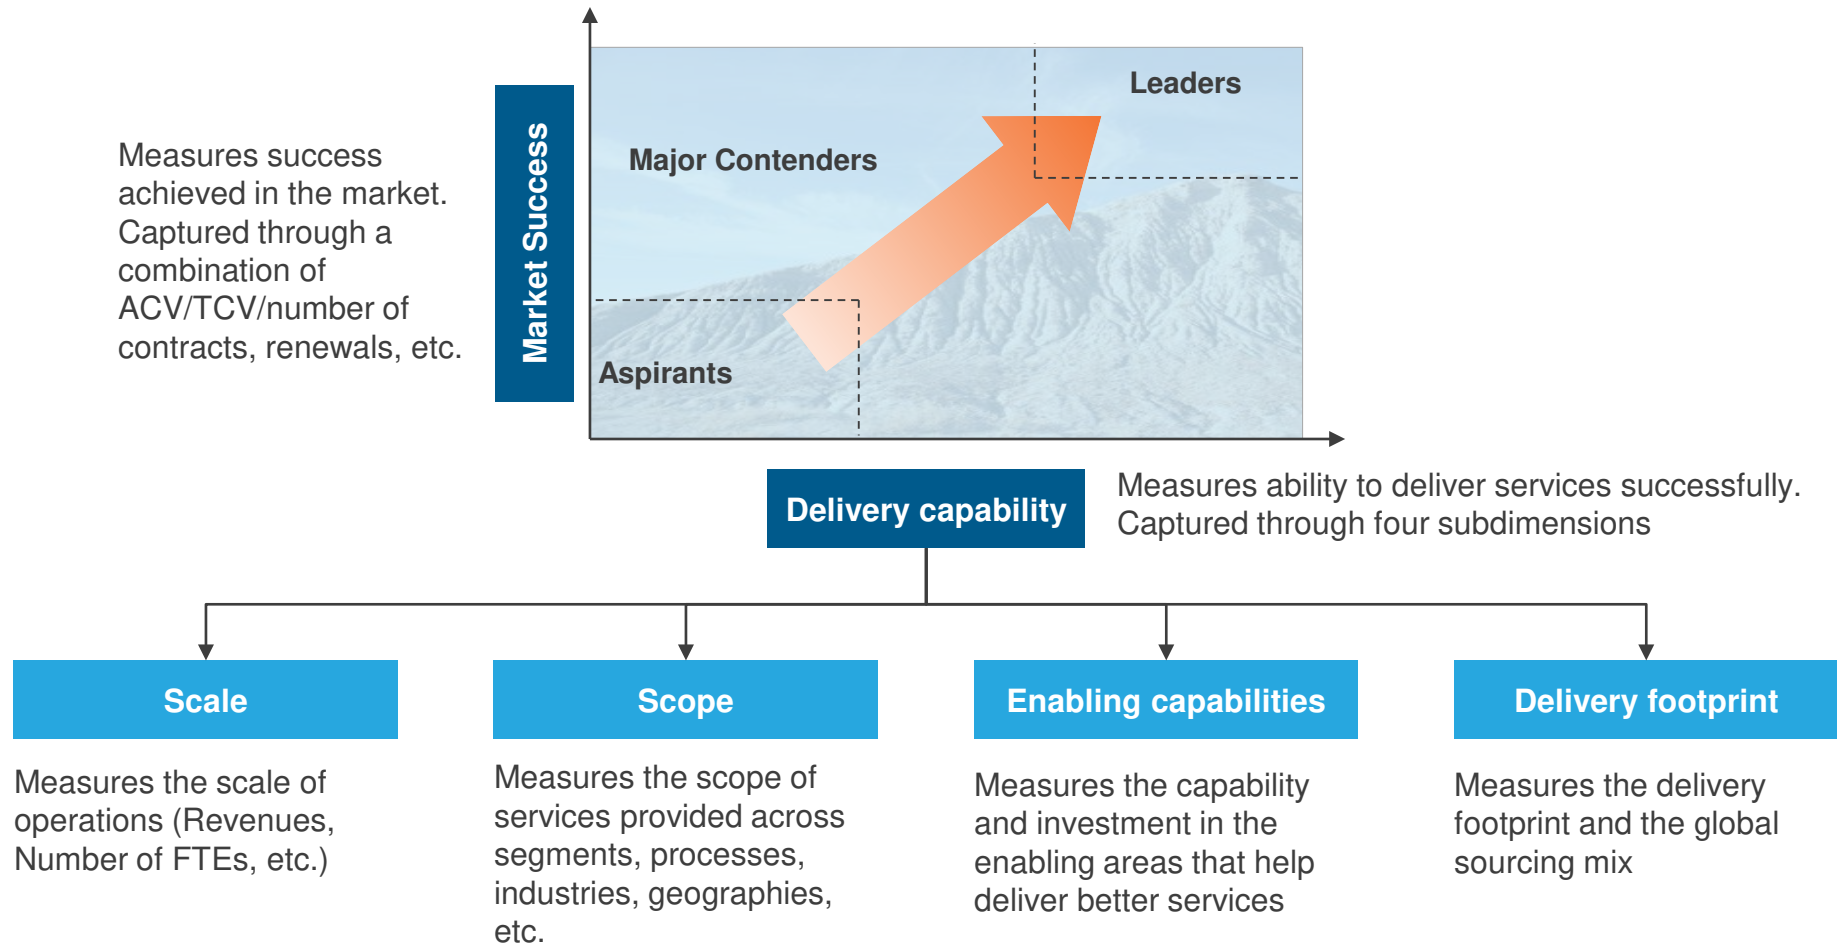 Leaders
Major Contenders
Aspirants
Market Success
Measures success
achieved in the market.
Captured through a
combination of
ACV/TCV/number of
contracts, renewals, etc.
Delivery capability
Measures ability to deliver services successfully.
Captured through four subdimensions
Scale
Measures the scale of
operations (Revenues,
Number of FTEs, etc.)
Scope
Measures the scope of
services provided across
segments, processes,
industries, geographies,
etc.
Enabling capabilities
Measures the capability
and investment in the
enabling areas that help
deliver better services
Delivery footprint
Measures the delivery
footprint and the global
sourcing mix